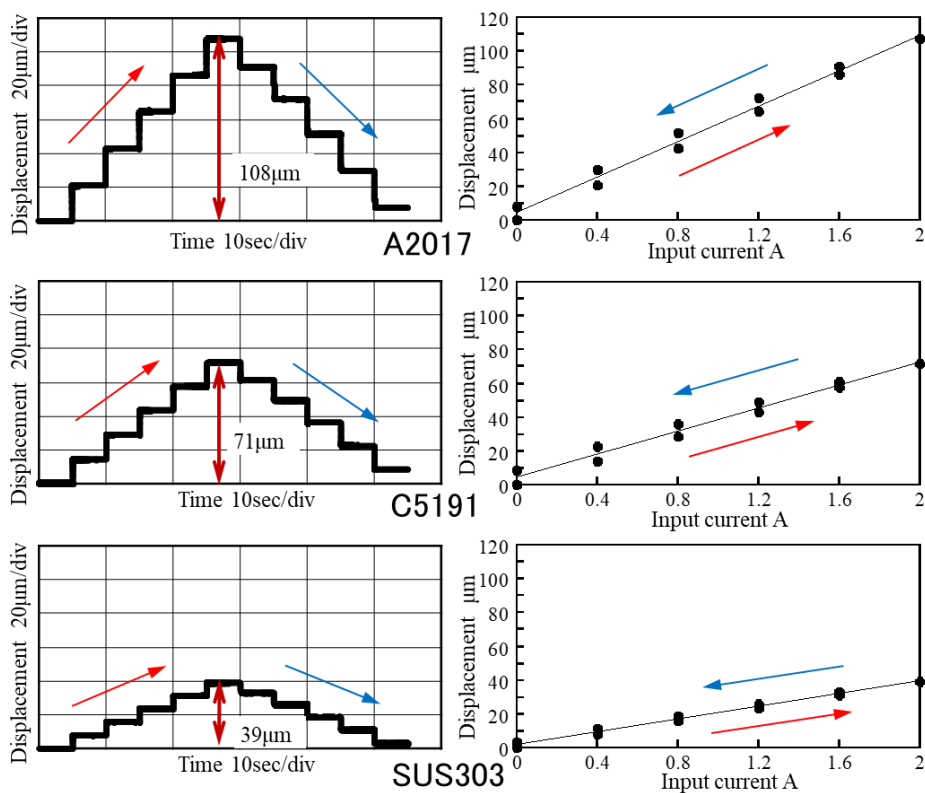 Displacement 20μm/div
108μm
Time 10sec/div
A2017
Displacement μm
120
100
80
60
40
20
0
0 0.4 0.8 1.2 1.6 2
Input current A
Displacement 20μm/div
71μm
Time 10sec/div
C5191
Displacement μm
120
100
80
60
40
20
0
0 0.4 0.8 1.2 1.6 2
Input current A
Displacement 20μm/div
39μm
Time 10sec/div
SUS303
Displacement μm
120
100
80
60
40
20
0
0 0.4 0.8 1.2 1.6 2
Input current A